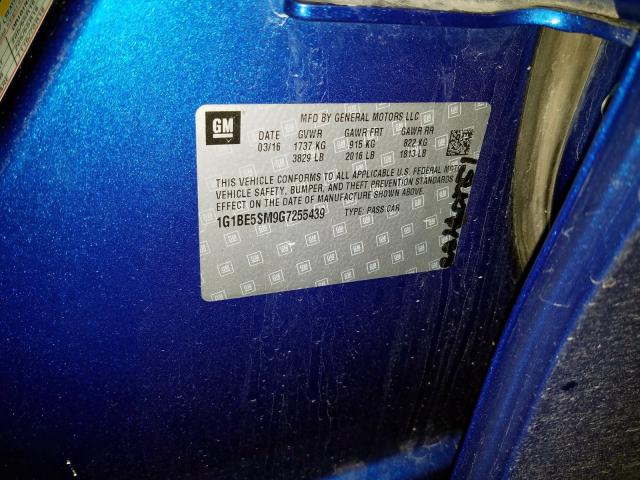 GM
MFD BY GENERAL MOTORS LLC
DATE GVWR GAWR FRT GAWR RR
03/16 1737 KG 915 KG 822 KG
3829 LB 2016 LB 1813 LB
THIS VEHICLE CONFORMS TO ALL APPLICABLE U.S. FEDERAL MOTOR
VEHICLE SAFETY, BUMPER, AND THEFT PREVENTION STANDARDS
EFFECT ON THE DATE OF MANUFACTURE SHOWN ABOVE.
1G1BE5SM9G7255439 TYPE: PASS CAR